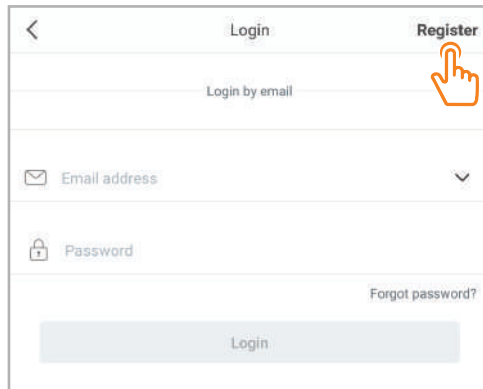 Login Register
Login by email
Email address
Password
Forgot password?
Login